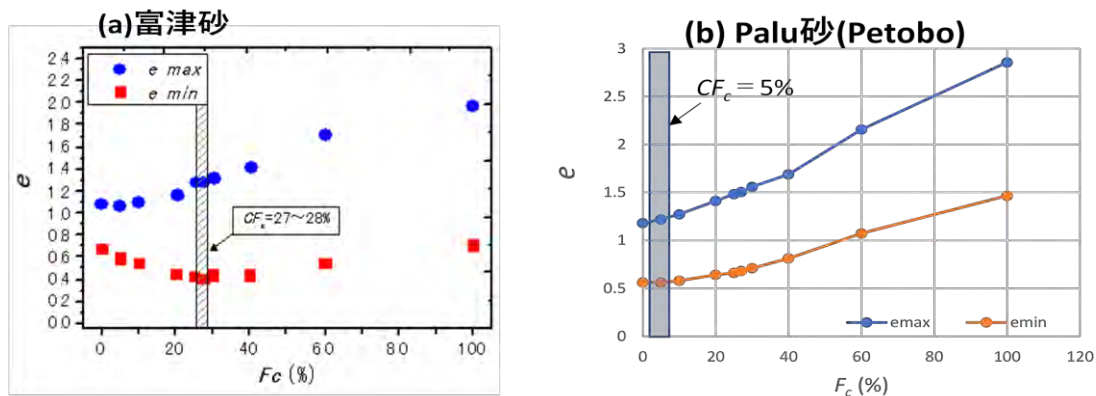 (a)富津砂
2.4
2.2
2.0
1.8
1.6
1.4
1.2
1.0
0.8
0.6
0.4
0.2
0.0
e
e max
e min
CFc=27～28%
0
20
40
60
80
100
Fc (%)
(b) Palu砂(Petobo)
3
2.5
2
1.5
1
0.5
0
e
CFc = 5%
emax
emin
0
20
40
60
80
100
120
Fc (%)